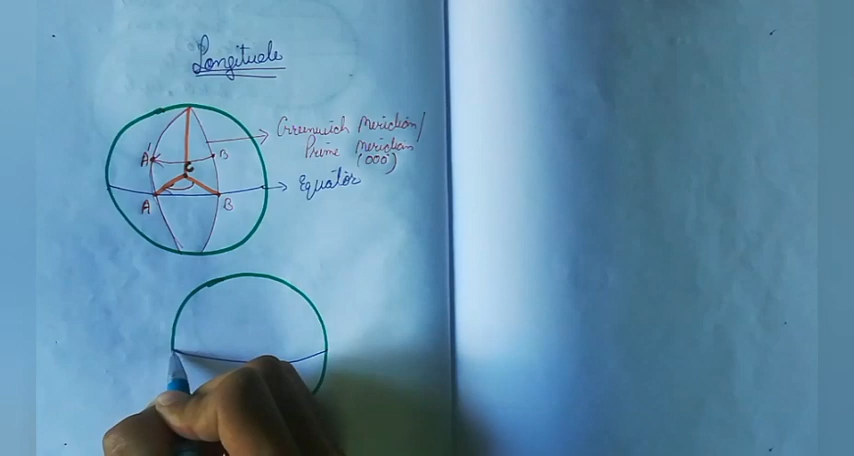 Longitude
Greenwich Meridian/
Prime Meridian
(000°)
A' B
C
Equator
A B